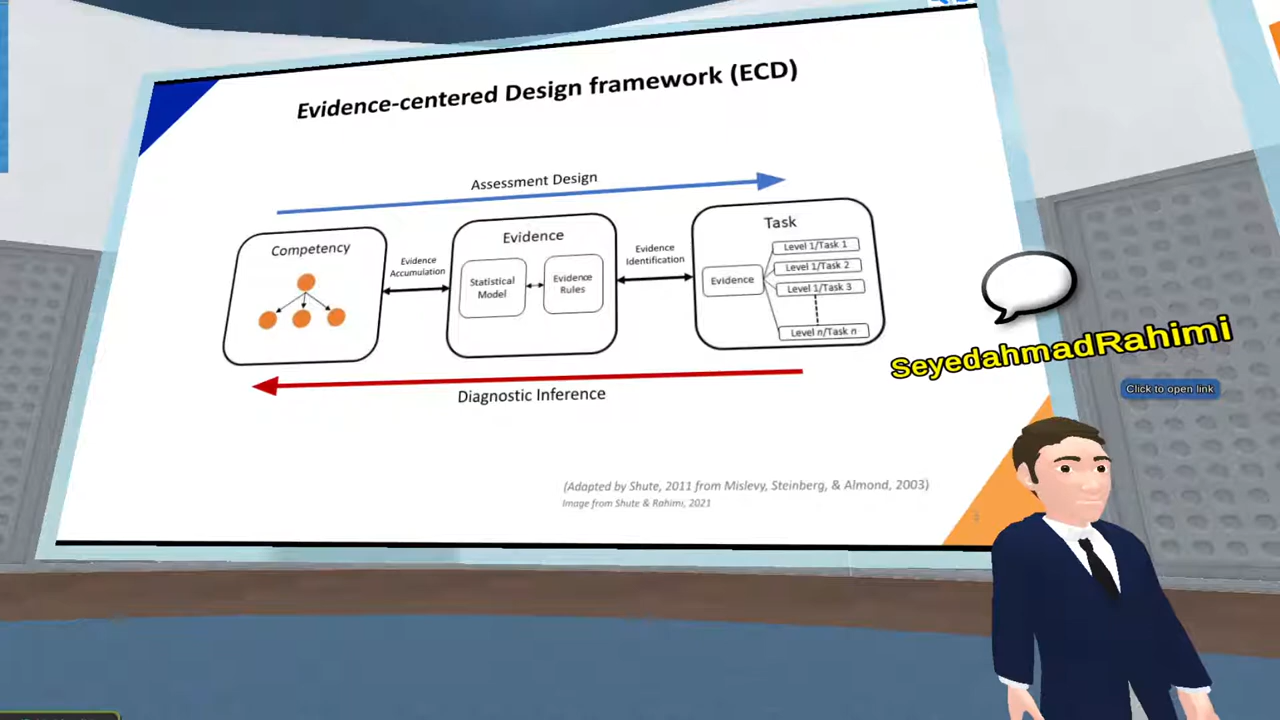 Evidence-centered Design framework (ECD)
Assessment Design
Competency
Evidence
Accumulation
Evidence
Statistical
Model
Evidence
Rules
Evidence
Identification
Task
Evidence
Level 1/Task 1
Level 1/Task 2
Level 1/Task 3
Level n/Task n
Diagnostic Inference
(Adapted by Shute, 2011 from Mislevy, Steinberg, & Almond, 2003)
Image from Shute & Rahimi, 2021
SeyedahmadRahimi
Click to open link